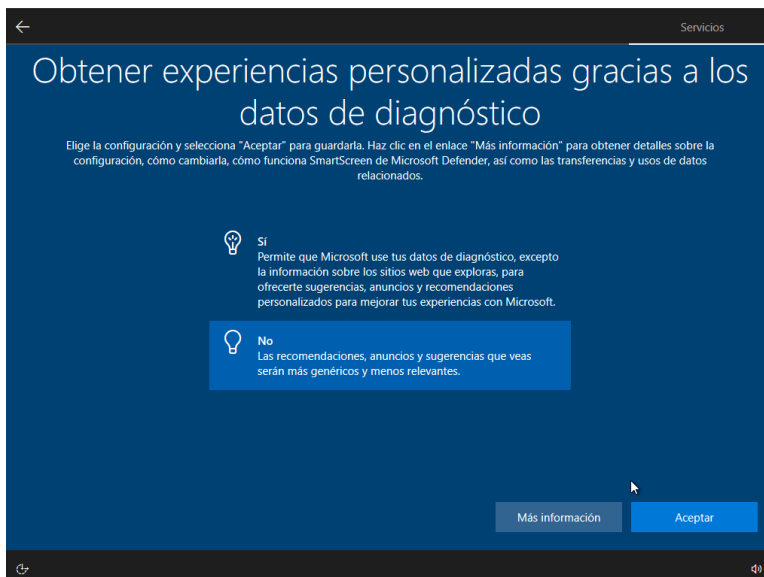 Servicios
Obtener experiencias personalizadas gracias a los
datos de diagnóstico
Elige la configuración y selecciona "Aceptar" para guardarla. Haz clic en el enlace "Más información" para obtener detalles sobre la
configuración, cómo cambiarla, cómo funciona SmartScreen de Microsoft Defender, así como las transferencias y usos de datos
relacionados.
Sí
Permite que Microsoft use tus datos de diagnóstico, excepto
la información sobre los sitios web que exploras, para
ofrecerte sugerencias, anuncios y recomendaciones
personalizados para mejorar tus experiencias con Microsoft.
No
Las recomendaciones, anuncios y sugerencias que veas
serán más genéricos y menos relevantes.
Más información
Aceptar